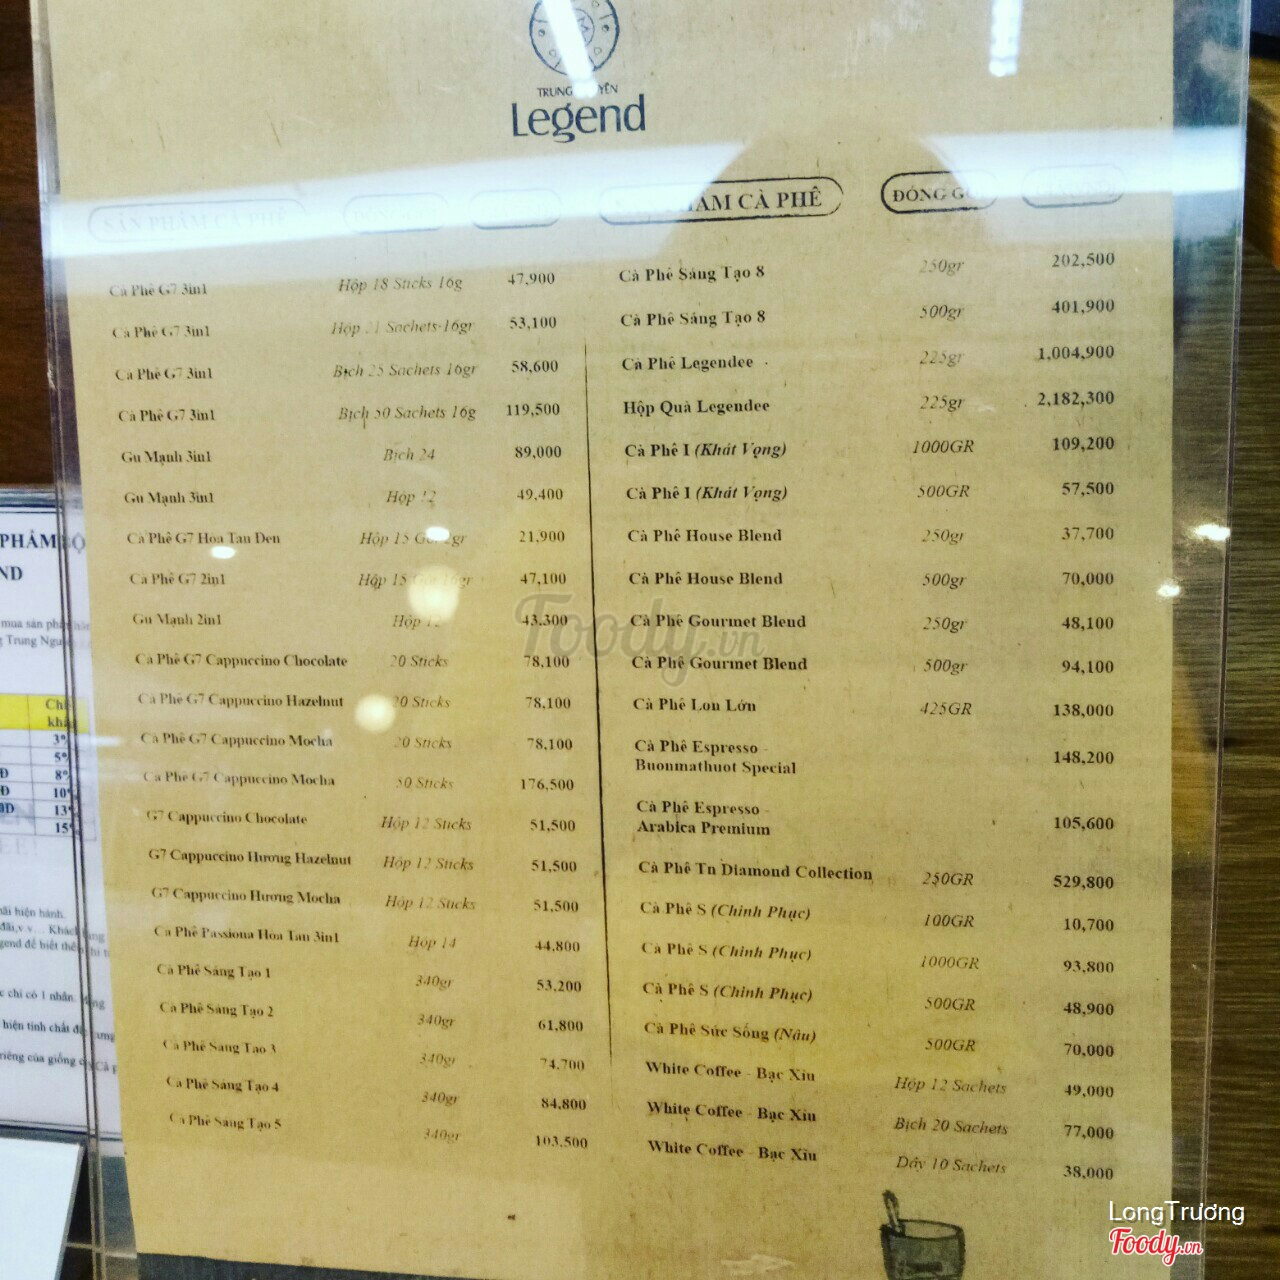 Legend
SẢN PHẨM CÀ PHÊ
CÀ PHÊ
Cà Phê G7 3in1 Hộp 18 Sticks 16g 47,900
Cà Phê G7 3in1 Hộp 21 Sachets-16gr 53,100
Cà Phê G7 3in1 Bịch 25 Sachets 16gr 58,600
Cà Phê G7 3in1 Bịch 50 Sachets 16g 119,500
Gu Mạnh 3in1 Bịch 24 89,000
Gu Mạnh 3in1 Hộp 12 49,400
Cà Phê G7 Hòa Tan Đen Hộp 15 21,900
Cà Phê G7 2in1 Hộp 15 47,100
Gu Mạnh 2in1 Hộp 12 43,300
Cà Phê G7 Cappuccino Chocolate 20 Sticks 78,100
Cà Phê G7 Cappuccino Hazelnut 20 Sticks 78,100
Cà Phê G7 Cappuccino Mocha 20 Sticks 78,100
Cà Phê G7 Cappuccino Mocha 50 Sticks 176,500
G7 Cappuccino Chocolate Hộp 12 Sticks 51,500
G7 Cappuccino Hương Hazelnut Hộp 12 Sticks 51,500
G7 Cappuccino Hương Mocha Hộp 12 Sticks 51,500
Cà Phê Passiona Hòa Tan 3in1 Hộp 14 44,800
Cà Phê Sáng Tạo 1 340gr 53,200
Cà Phê Sáng Tạo 2 340gr 61,800
Cà Phê Sáng Tạo 3 340gr 74,700
Cà Phê Sáng Tạo 4 340gr 84,800
Cà Phê Sáng Tạo 5 340gr 103,500
ĐÓNG
Cà Phê Sáng Tạo 8 250gr 202,500
Cà Phê Sáng Tạo 8 500gr 401,900
Cà Phê Legendee 225gr 1,004,900
Hộp Quà Legendee 225gr 2,182,300
Cà Phê I (Khát Vọng) 1000GR 109,200
Cà Phê I (Khát Vọng) 500GR 57,500
Cà Phê House Blend 250gr 37,700
Cà Phê House Blend 500gr 70,000
Cà Phê Gourmet Blend 250gr 48,100
Cà Phê Gourmet Blend 500gr 94,100
Cà Phê Lon Lớn 425GR 138,000
Cà Phê Espresso -
Buonmathuot Special 148,200
Cà Phê Espresso -
Arabica Premium 105,600
Cà Phê Tn Diamond Collection 250GR 529,800
Cà Phê S (Chinh Phục) 100GR 10,700
Cà Phê S (Chinh Phục) 1000GR 93,800
Cà Phê S (Chinh Phục) 500GR 48,900
Cà Phê Sức Sống (Nâu) 500GR 70,000
White Coffee - Bạc Xỉu Hộp 12 Sachets 49,000
White Coffee - Bạc Xỉu Bịch 20 Sachets 77,000
White Coffee - Bạc Xỉu Dây 10 Sachets 38,000
Foody.vn
LongTrương
Foody.vn